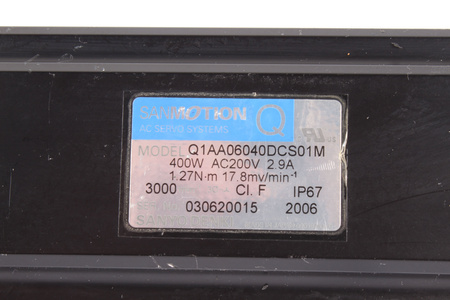 SANMOTION Q
AC SERVO SYSTEMS
MODEL Q1AA06040DCS01M
400W AC200V 2.9A
1.27N·m 17.8mv/min⁻¹
3000 CI. F IP67
030620015 2006